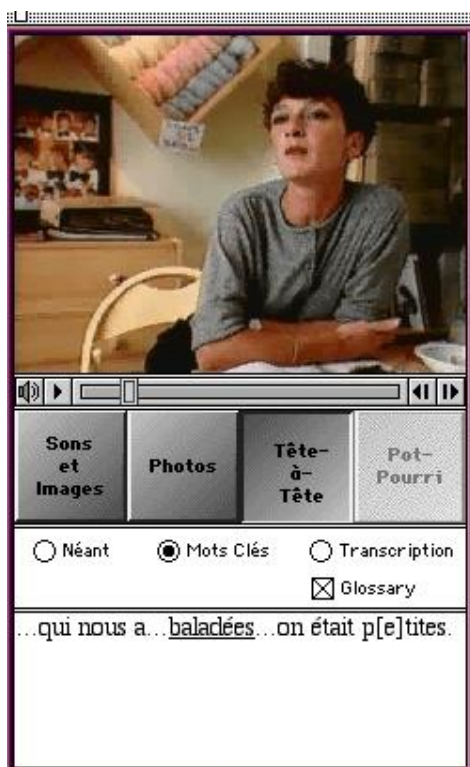 Sons
et
Images
Photos
Tête-
à-
Tête
Pot-
Pourri
Néant
Mots Clés
Transcription
Glossary
...qui nous a...baladées...on était p[e]tites.